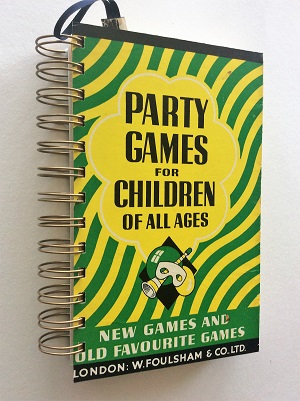 PARTY
GAMES
FOR
CHILDREN
OF ALL AGES
NEW GAMES AND
OLD FAVOURITE GAMES
LONDON: W. FOULSHAM & CO. LTD.